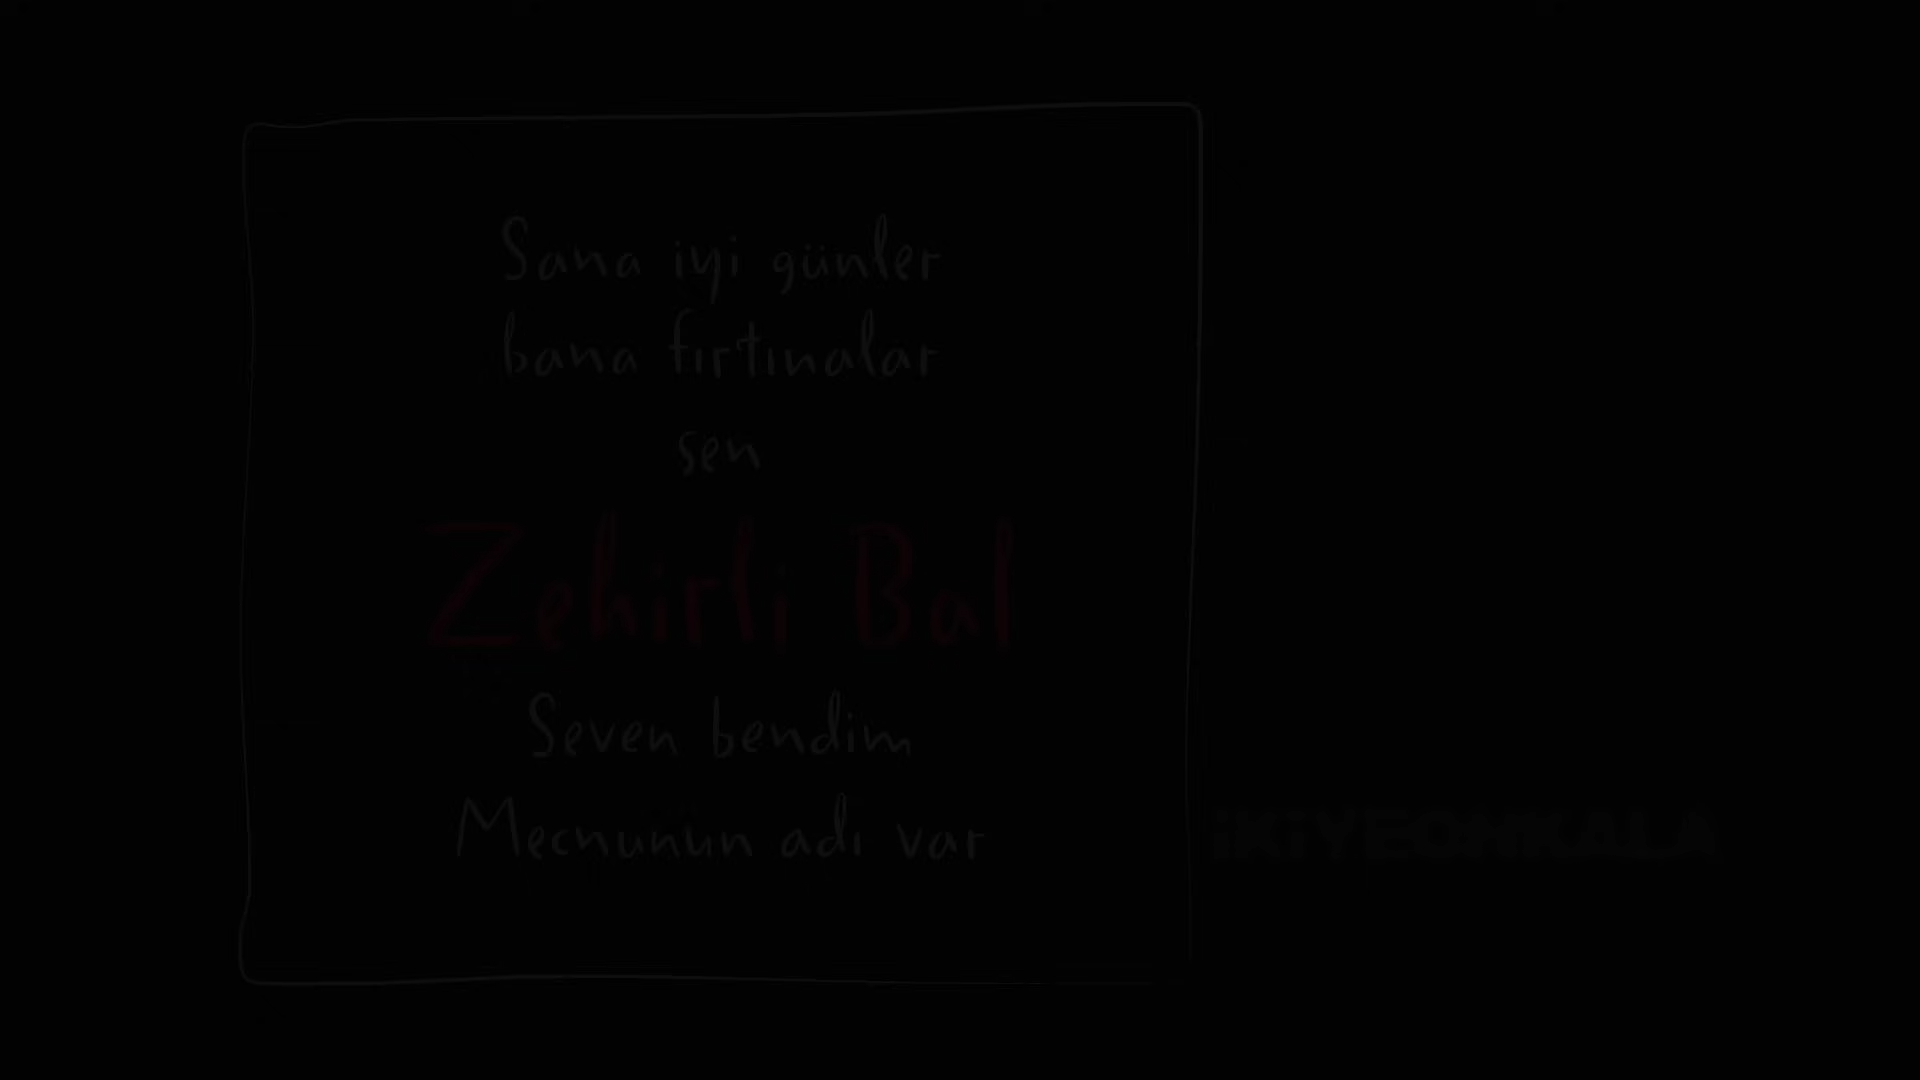 Sana iyi günler
bana fırtınalar
sen
Zehirli Bal
Seven bendim
Mecnunun adı var